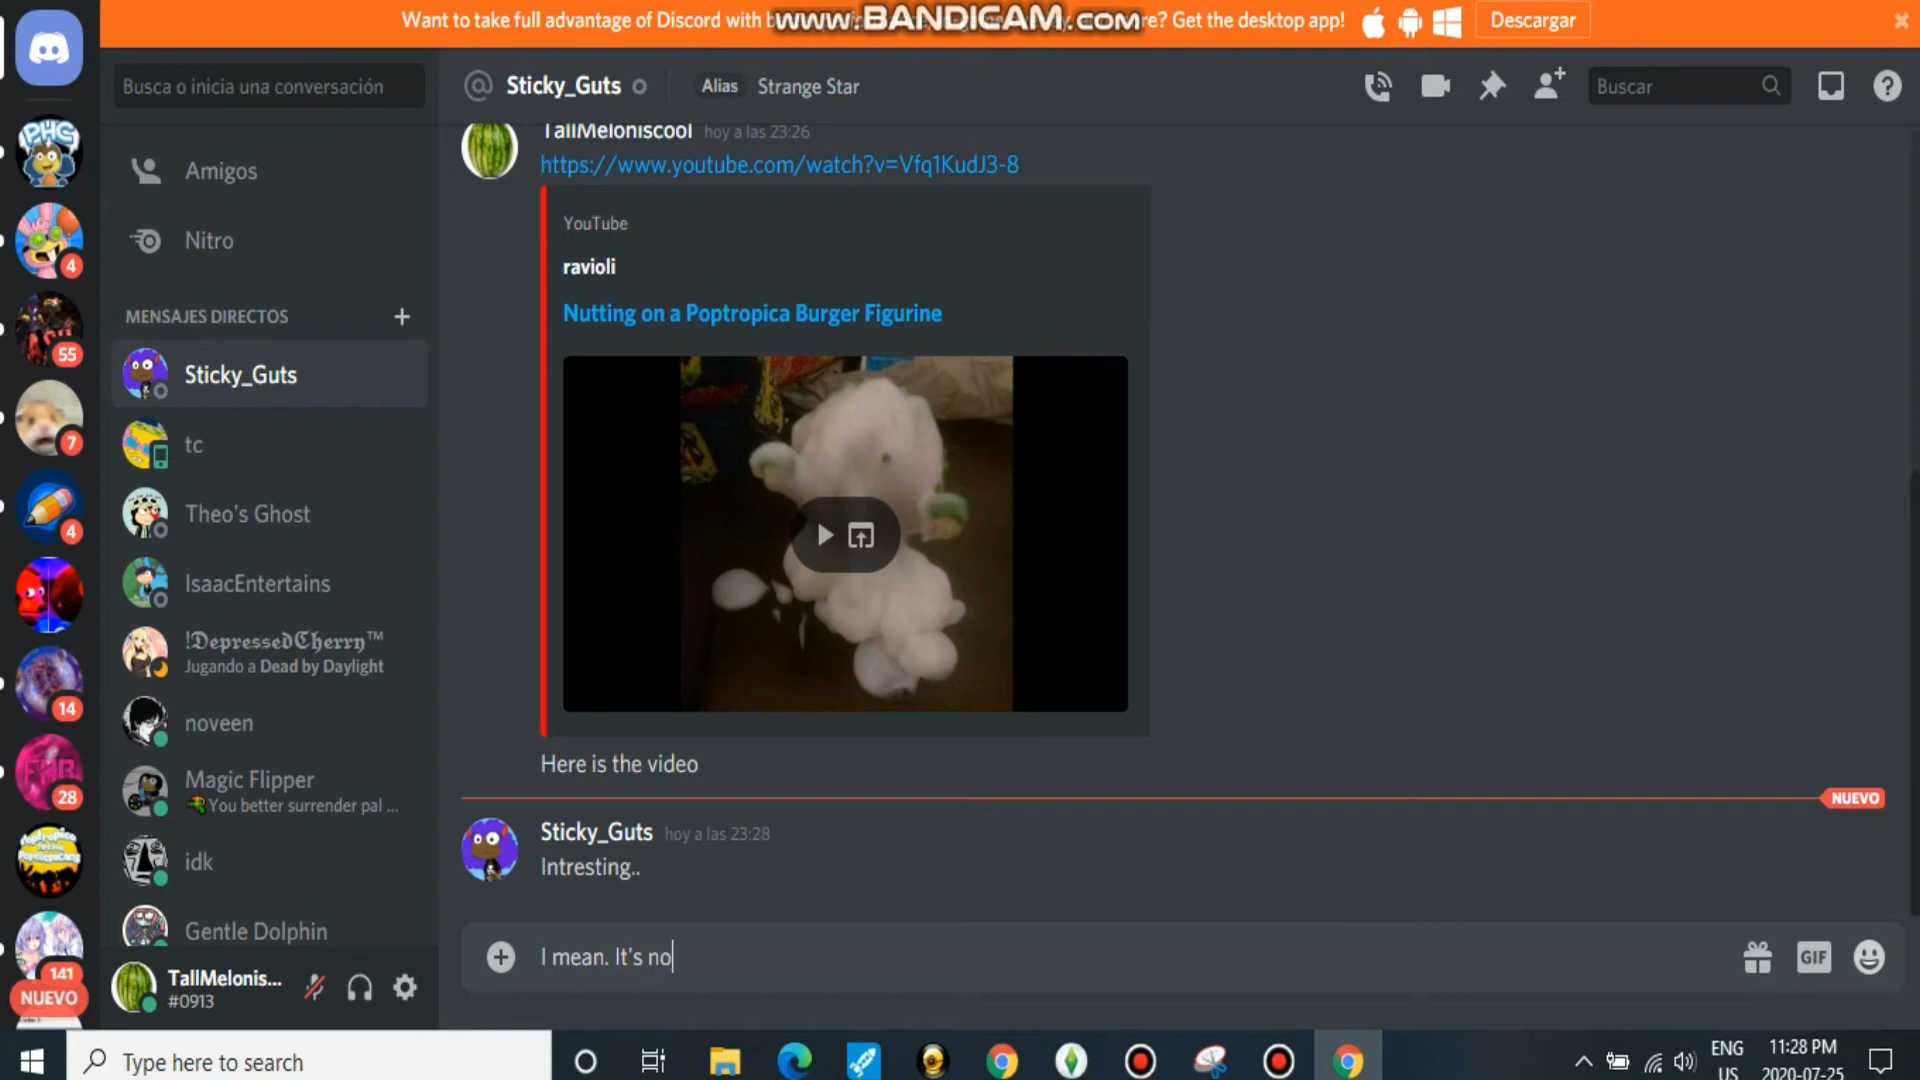 Want to take full advantage of Discord with b
www.BANDICAM.com
re? Get the desktop app!
Descargar
Busca o inicia una conversación
Sticky_Guts
Alias
Strange Star
Buscar
PHG
Amigos
Nitro
4
MENSAJES DIRECTOS
55
Sticky_Guts
7
tc
4
Theo's Ghost
IsaacEntertains
14
!𝕯𝖊𝖕𝖗𝖊𝖘𝖘𝖊𝖉𝕮𝖍𝖊𝖗𝖗𝖞™
Jugando a Dead by Daylight
noveen
FHR
28
Magic Flipper
You better surrender pal ...
idk
Gentle Dolphin
141
NUEVO
TallMelonis...
#0913
TallMeloniscool hoy a las 23:26
https://www.youtube.com/watch?v=Vfq1KudJ3-8
YouTube
ravioli
Nutting on a Poptropica Burger Figurine
Here is the video
NUEVO
Sticky_Guts hoy a las 23:28
Intresting..
I mean. It's no
GIF
Type here to search
ENG
US
11:28 PM
2020-07-25